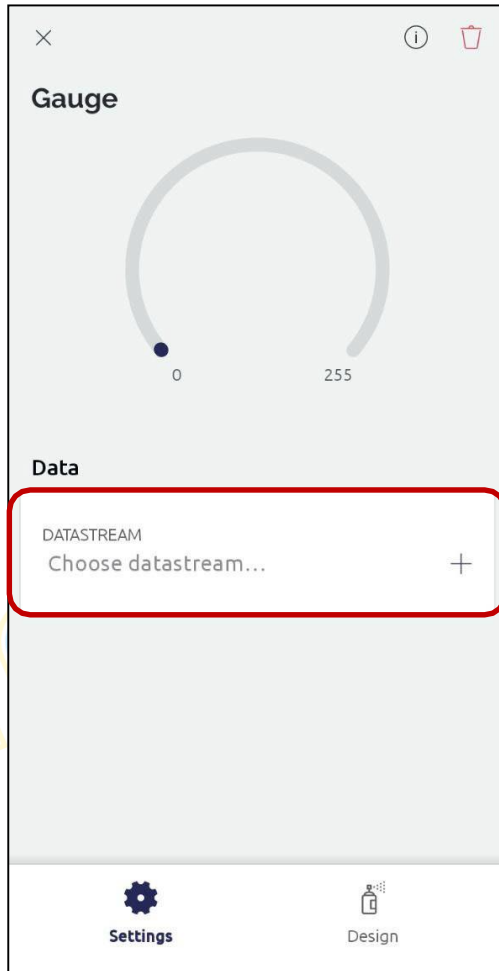 Gauge
0 255
Data
DATASTREAM
Choose datastream...
Settings Design